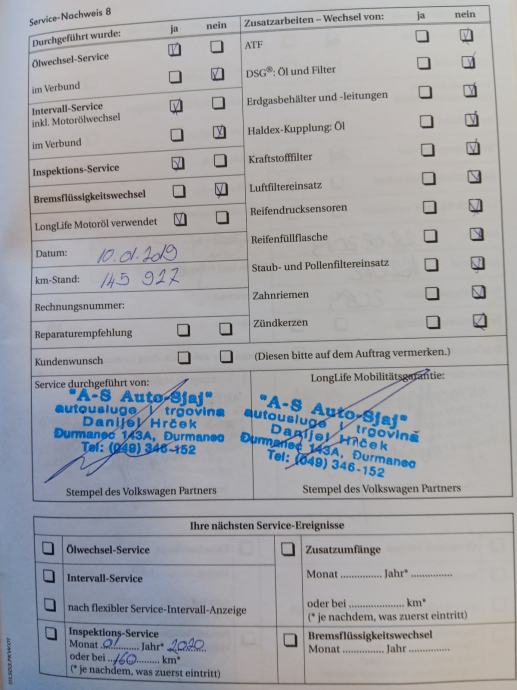 Service-Nachweis 8
Durchgeführt wurde: ja nein
Ölwechsel-Service
im Verbund
Intervall-Service
inkl. Motorölwechsel
im Verbund
Inspektions-Service
Bremsflüssigkeitswechsel
LongLife Motoröl verwendet
Datum: 10.01.2019
km-Stand: 145 927
Rechnungsnummer:
Reparaturempfehlung
Kundenwunsch
Zusatzarbeiten – Wechsel von: ja nein
ATF
DSG®: Öl und Filter
Erdgasbehälter und -leitungen
Haldex-Kupplung: Öl
Kraftstofffilter
Luftfiltereinsatz
Reifendrucksensoren
Reifenfüllflasche
Staub- und Pollenfiltereinsatz
Zahnriemen
Zündkerzen
(Diesen bitte auf dem Auftrag vermerken.)
Service durchgeführt von:
"A-S Auto-Sjaj"
autousluge i trgovina
Danijel Hrček
Đurmanec 143A, Đurmanec
Tel: (049) 346-152
Stempel des Volkswagen Partners
LongLife Mobilitätsgarantie:
"A-S Auto-Sjaj"
autousluge i trgovina
Danijel Hrček
Đurmanec 143A, Đurmanec
Tel: (049) 346-152
Stempel des Volkswagen Partners
Ihre nächsten Service-Ereignisse
Ölwechsel-Service
Intervall-Service
nach flexibler Service-Intervall-Anzeige
Inspektions-Service
Monat 01 Jahr* 2020
oder bei 160 km*
(* je nachdem, was zuerst eintritt)
Zusatzumfänge
Monat .............. Jahr* ..............
oder bei .................... km*
(* je nachdem, was zuerst eintritt)
Bremsflüssigkeitswechsel
Monat .............. Jahr ..............